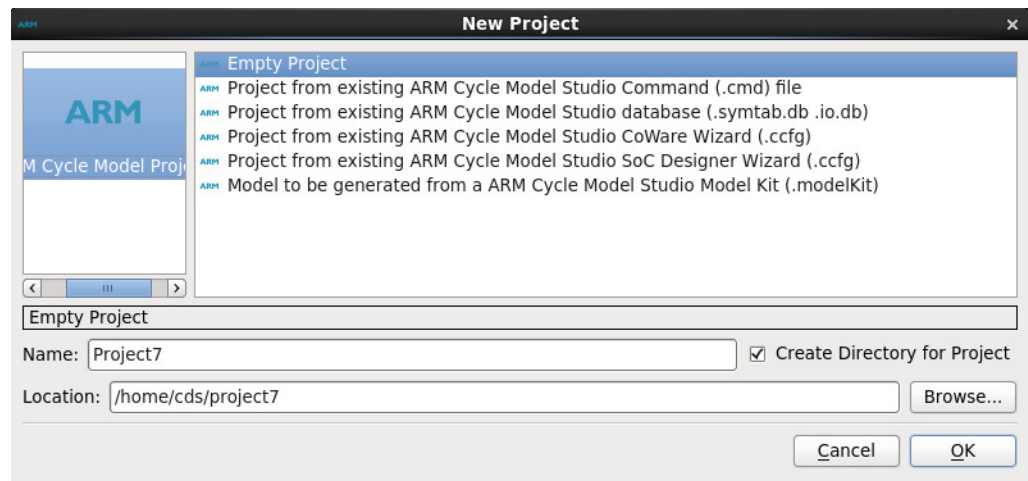 ARM New Project ×
ARM
M Cycle Model Proj
ARM Empty Project
ARM Project from existing ARM Cycle Model Studio Command (.cmd) file
ARM Project from existing ARM Cycle Model Studio database (.symtab.db .io.db)
ARM Project from existing ARM Cycle Model Studio CoWare Wizard (.ccfg)
ARM Project from existing ARM Cycle Model Studio SoC Designer Wizard (.ccfg)
ARM Model to be generated from a ARM Cycle Model Studio Model Kit (.modelKit)
Empty Project
Name: Project7 Create Directory for Project
Location: /home/cds/project7 Browse...
Cancel OK